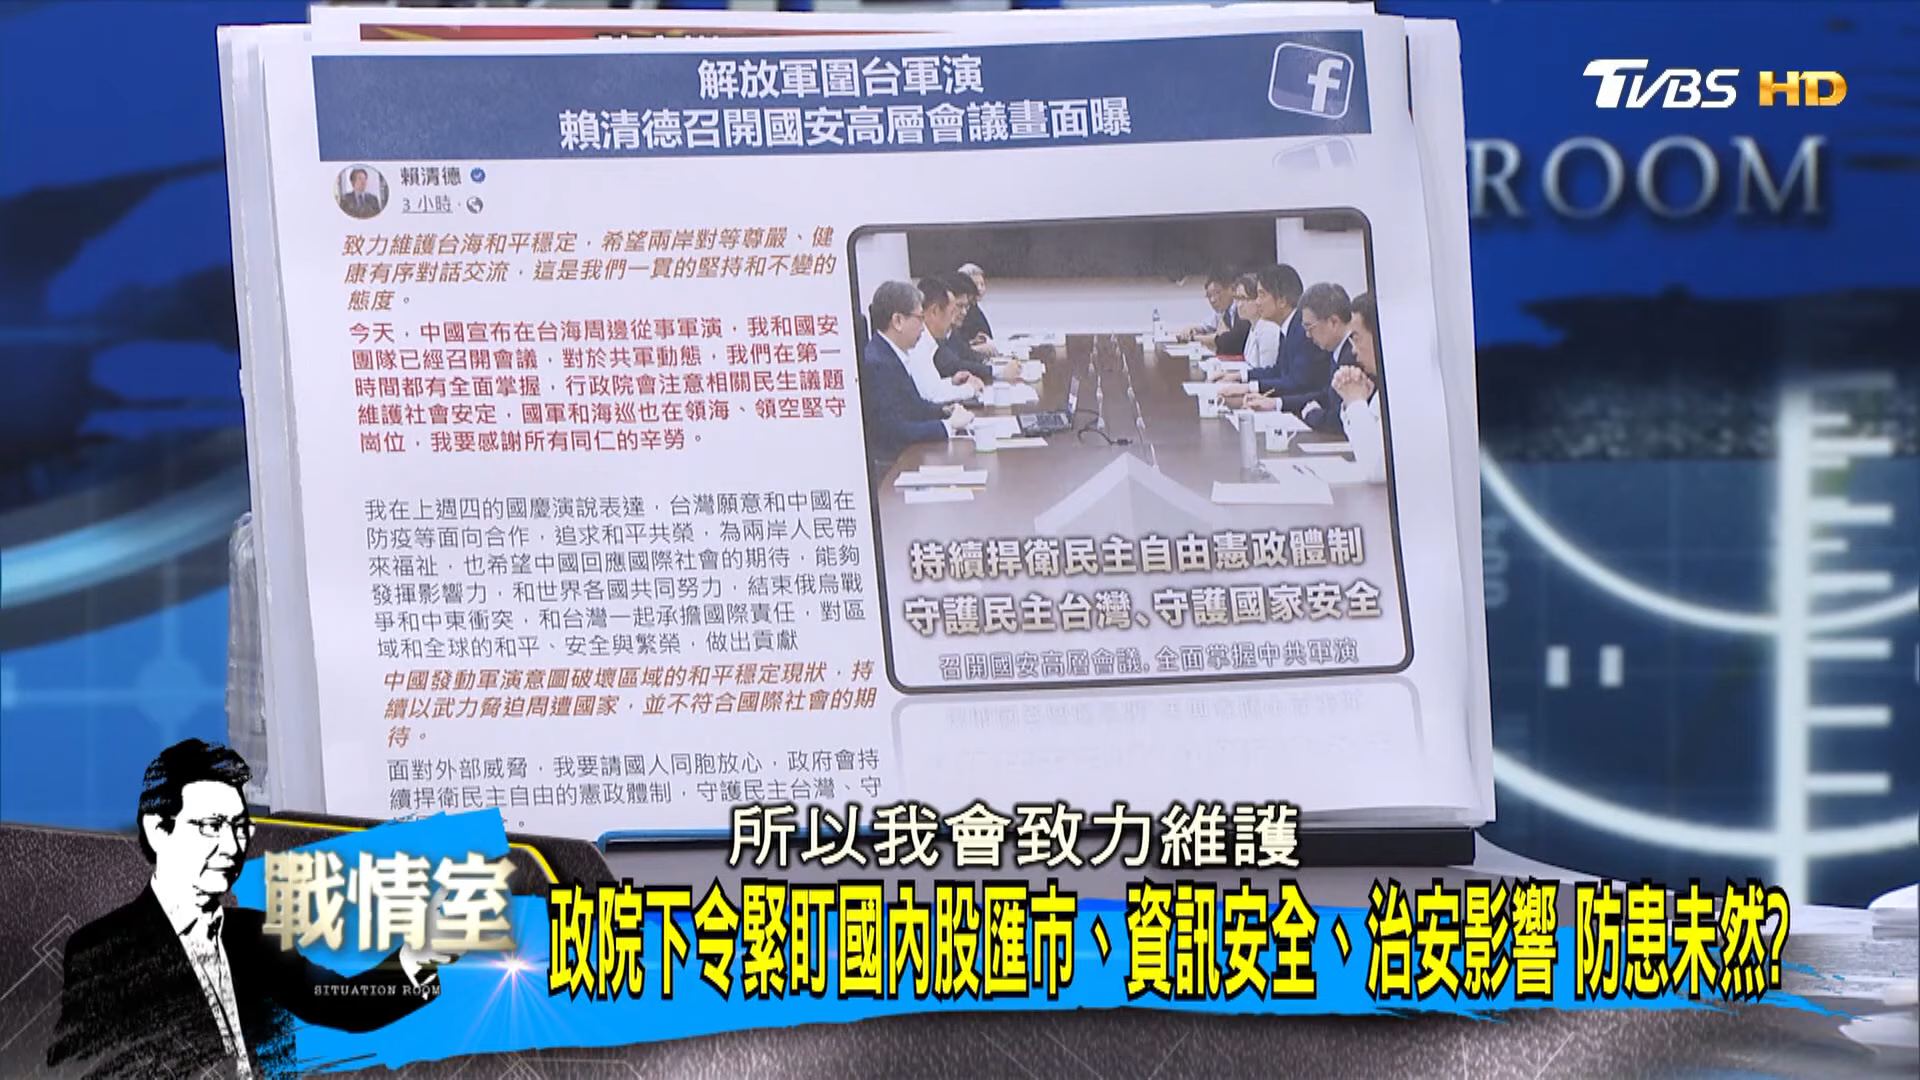 TVBS HD
ROOM
解放軍圍台軍演
賴清德召開國安高層會議畫面曝
賴清德
3 小時
致力維護台海和平穩定，希望兩岸對等尊嚴、健
康有序對話交流，這是我們一貫的堅持和不變的
態度。
今天，中國宣布在台海周邊從事軍演，我和國安
團隊已經召開會議，對於共軍動態，我們在第一
時間都有全面掌握，行政院會注意相關民生議題，
維護社會安定，國軍和海巡也在領海、領空堅守
崗位，我要感謝所有同仁的辛勞。
我在上週四的國慶演說表達，台灣願意和中國在
防疫等面向合作，追求和平共榮，為兩岸人民帶
來福祉，也希望中國回應國際社會的期待，能夠
發揮影響力，和世界各國共同努力，結束俄烏戰
爭和中東衝突，和台灣一起承擔國際責任，對區
域和全球的和平、安全與繁榮，做出貢獻
中國發動軍演意圖破壞區域的和平穩定現狀，持
續以武力脅迫周遭國家，並不符合國際社會的期
待。
面對外部威脅，我要請國人同胞放心，政府會持
續捍衛民主自由的憲政體制，守護民主台灣、守
持續捍衛民主自由憲政體制
守護民主台灣、守護國家安全
召開國安高層會議，全面掌握中共軍演
所以我會致力維護
戰情室
SITUATION ROOM
政院下令緊盯國內股匯市、資訊安全、治安影響 防患未然?